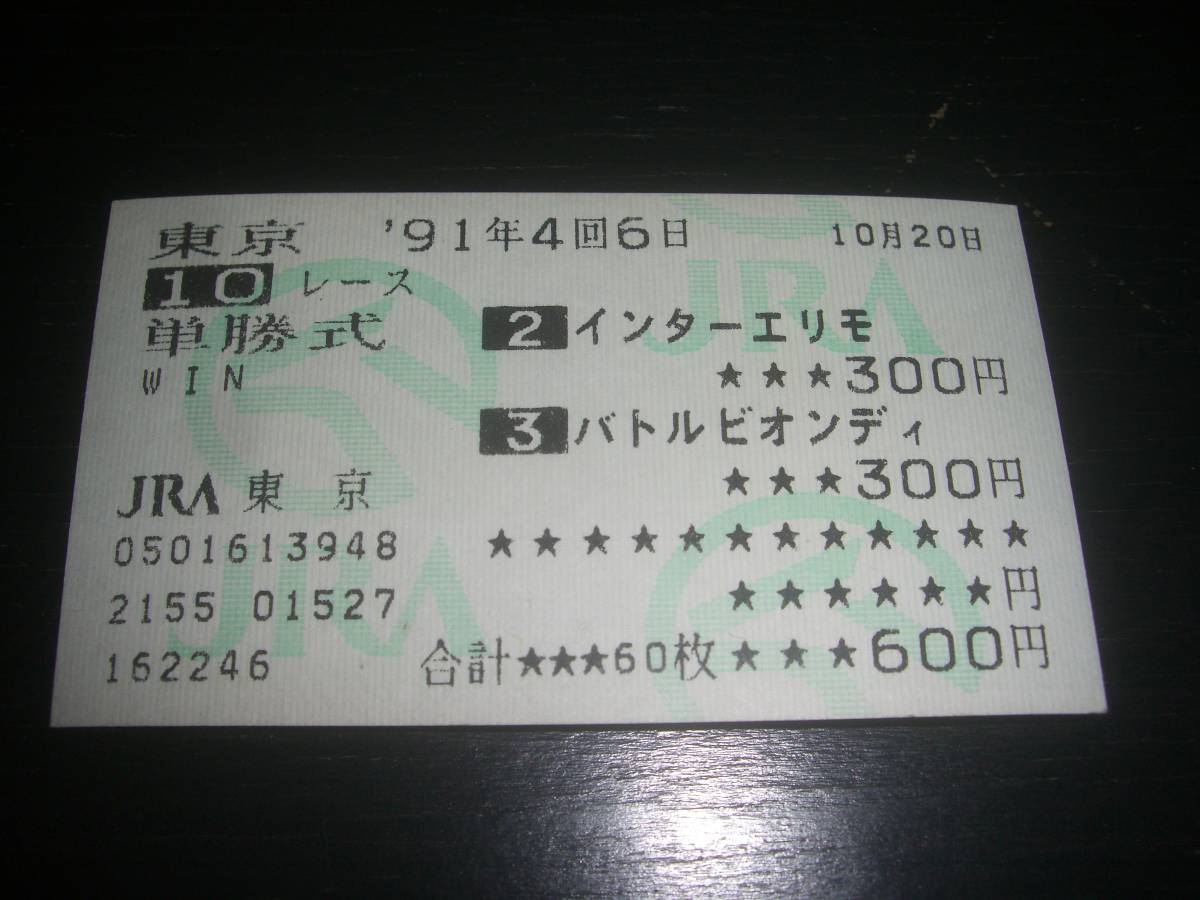 東京 '91年4回6日 10月20日
10 レース
単勝式 2 インターエリモ
WIN ★★★300円
3 バトルビオンディ
JRA 東京 ★★★300円
0501613948 ★★★★★★★★★★★★
2155 01527 ★★★★★★円
162246 合計★★★60枚★★★600円
JRA
JRA